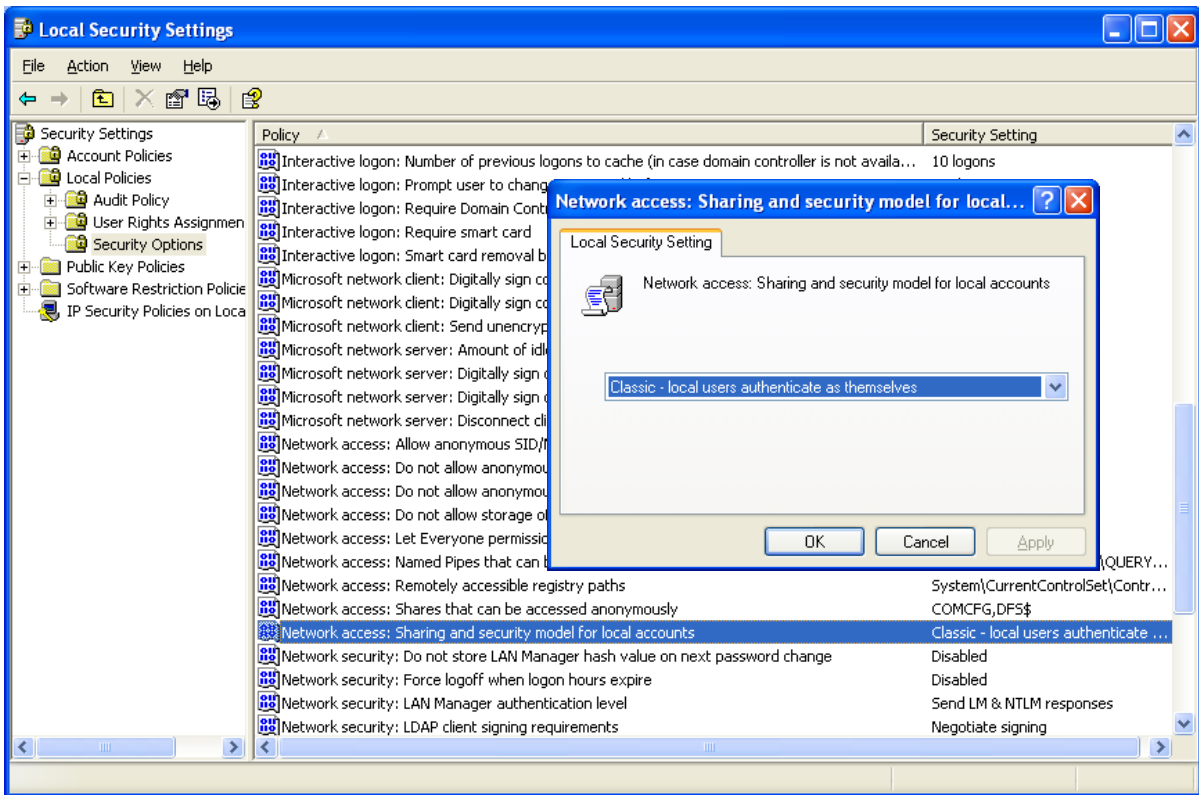 Local Security Settings
File Action View Help
Security Settings
Account Policies
Local Policies
Audit Policy
User Rights Assignmen
Security Options
Public Key Policies
Software Restriction Policie
IP Security Policies on Loca
Policy Security Setting
Interactive logon: Number of previous logons to cache (in case domain controller is not availa... 10 logons
Interactive logon: Prompt user to chang
Interactive logon: Require Domain Cont
Interactive logon: Require smart card
Interactive logon: Smart card removal b
Microsoft network client: Digitally sign co
Microsoft network client: Digitally sign co
Microsoft network client: Send unencryp
Microsoft network server: Amount of idl
Microsoft network server: Digitally sign c
Microsoft network server: Digitally sign c
Microsoft network server: Disconnect cli
Network access: Allow anonymous SID/
Network access: Do not allow anonymou
Network access: Do not allow anonymou
Network access: Do not allow storage o
Network access: Let Everyone permissio
Network access: Named Pipes that can b \QUERY...
Network access: Remotely accessible registry paths System\CurrentControlSet\Contr...
Network access: Shares that can be accessed anonymously COMCFG,DFS$
Network access: Sharing and security model for local accounts Classic - local users authenticate ...
Network security: Do not store LAN Manager hash value on next password change Disabled
Network security: Force logoff when logon hours expire Disabled
Network security: LAN Manager authentication level Send LM & NTLM responses
Network security: LDAP client signing requirements Negotiate signing
Network access: Sharing and security model for local... ?
Local Security Setting
Network access: Sharing and security model for local accounts
Classic - local users authenticate as themselves
OK Cancel Apply